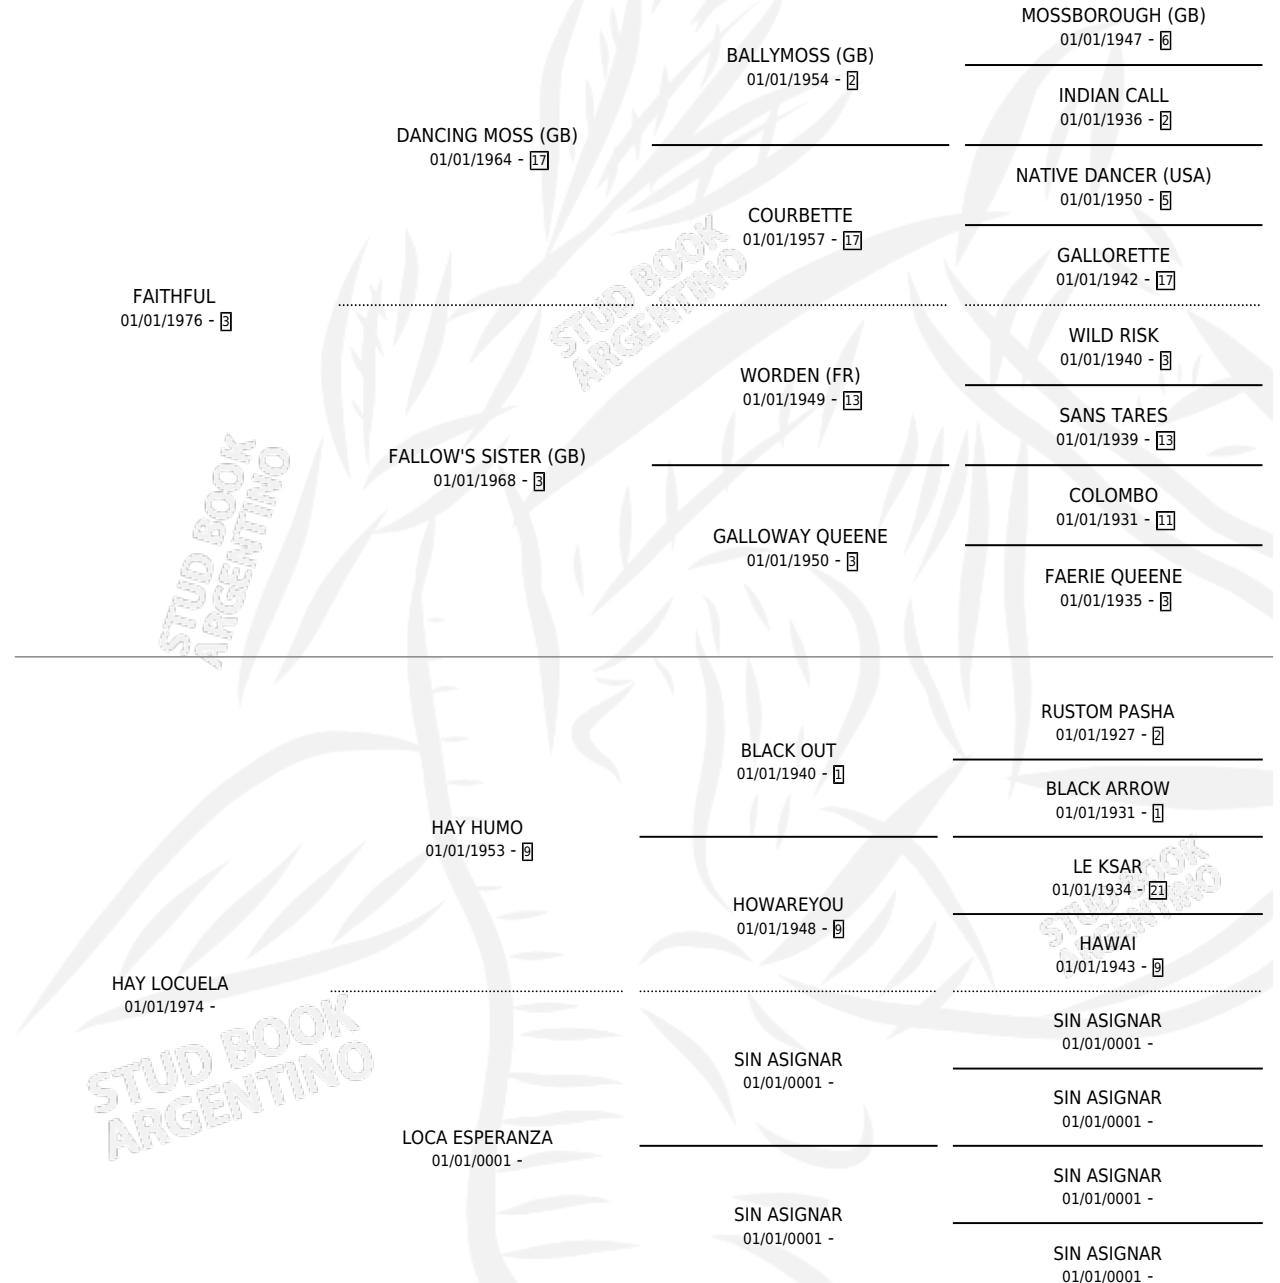 MOSSBOROUGH (GB)
01/01/1947 - 6
BALLYMOSS (GB)
01/01/1954 - 2
INDIAN CALL
01/01/1936 - 2
DANCING MOSS (GB)
01/01/1964 - 17
NATIVE DANCER (USA)
01/01/1950 - 5
COURBETTE
01/01/1957 - 17
GALLORETTE
01/01/1942 - 17
FAITHFUL
01/01/1976 - 3
STUD BOOK
ARGENTINO
WILD RISK
01/01/1940 - 3
WORDEN (FR)
01/01/1949 - 13
SANS TARES
01/01/1939 - 13
FALLOW'S SISTER (GB)
01/01/1968 - 3
COLOMBO
01/01/1931 - 11
GALLOWAY QUEENE
01/01/1950 - 3
FAERIE QUEENE
01/01/1935 - 3
STUD BOOK
ARGENTINO
RUSTOM PASHA
01/01/1927 - 2
BLACK OUT
01/01/1940 - 1
BLACK ARROW
01/01/1931 - 1
HAY HUMO
01/01/1953 - 9
LE KSAR
01/01/1934 - 21
HOWAREYOU
01/01/1948 - 9
STUD BOOK
ARGENTINO
HAWAI
01/01/1943 - 9
HAY LOCUELA
01/01/1974 -
SIN ASIGNAR
01/01/0001 -
SIN ASIGNAR
01/01/0001 -
STUD BOOK
ARGENTINO
SIN ASIGNAR
01/01/0001 -
LOCA ESPERANZA
01/01/0001 -
SIN ASIGNAR
01/01/0001 -
SIN ASIGNAR
01/01/0001 -
SIN ASIGNAR
01/01/0001 -